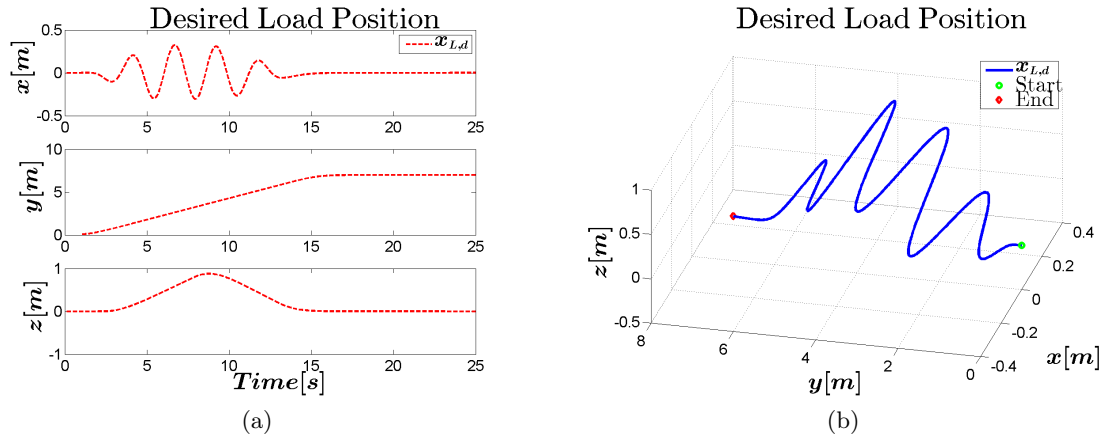 Desired Load Position
x[m]
0.5
0
-0.5
x_{L,d}
0 5 10 15 20 25
y[m]
10
5
0
0 5 10 15 20 25
z[m]
1
0
-1
0 5 10 15 20 25
Time[s]
(a)
Desired Load Position
x_{L,d}
Start
End
z[m]
1
0.5
0
-0.5
8 6 4 2 0
y[m]
0.4
0.2
0
-0.2
-0.4
x[m]
(b)